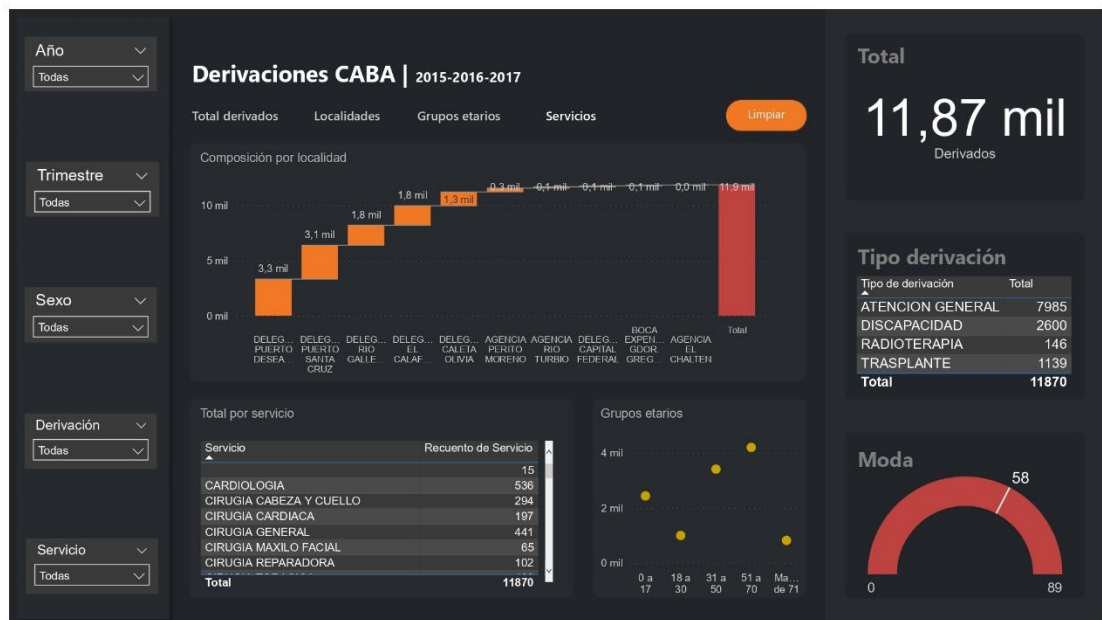 Año
Todas
Trimestre
Todas
Sexo
Todas
Derivación
Todas
Servicio
Todas
Derivaciones CABA | 2015-2016-2017
Total derivados Localidades Grupos etarios Servicios Limpiar
Composición por localidad
10 mil
5 mil
0 mil
3,3 mil
3,1 mil
1,8 mil
1,8 mil
1,3 mil
0,3 mil
0,1 mil
0,1 mil
0,1 mil
0,0 mil
11,9 mil
DELEG... PUERTO DESEA...
DELEG... PUERTO SANTA CRUZ
DELEG... RIO GALLE...
DELEG... EL CALAF...
DELEG... CALETA OLIVIA
AGENCIA PERITO MORENO
AGENCIA RIO TURBIO
DELEG... CAPITAL FEDERAL
BOCA EXPEN... GDOR. GREG...
AGENCIA EL CHALTEN
Total
Total por servicio
Servicio Recuento de Servicio
15
CARDIOLOGIA 536
CIRUGIA CABEZA Y CUELLO 294
CIRUGIA CARDIACA 197
CIRUGIA GENERAL 441
CIRUGIA MAXILO FACIAL 65
CIRUGIA REPARADORA 102
Total 11870
Grupos etarios
4 mil
2 mil
0 mil
0 a 17
18 a 30
31 a 50
51 a 70
Ma... de 71
Total
11,87 mil
Derivados
Tipo derivación
Tipo de derivación Total
ATENCION GENERAL 7985
DISCAPACIDAD 2600
RADIOTERAPIA 146
TRASPLANTE 1139
Total 11870
Moda
58
0
89